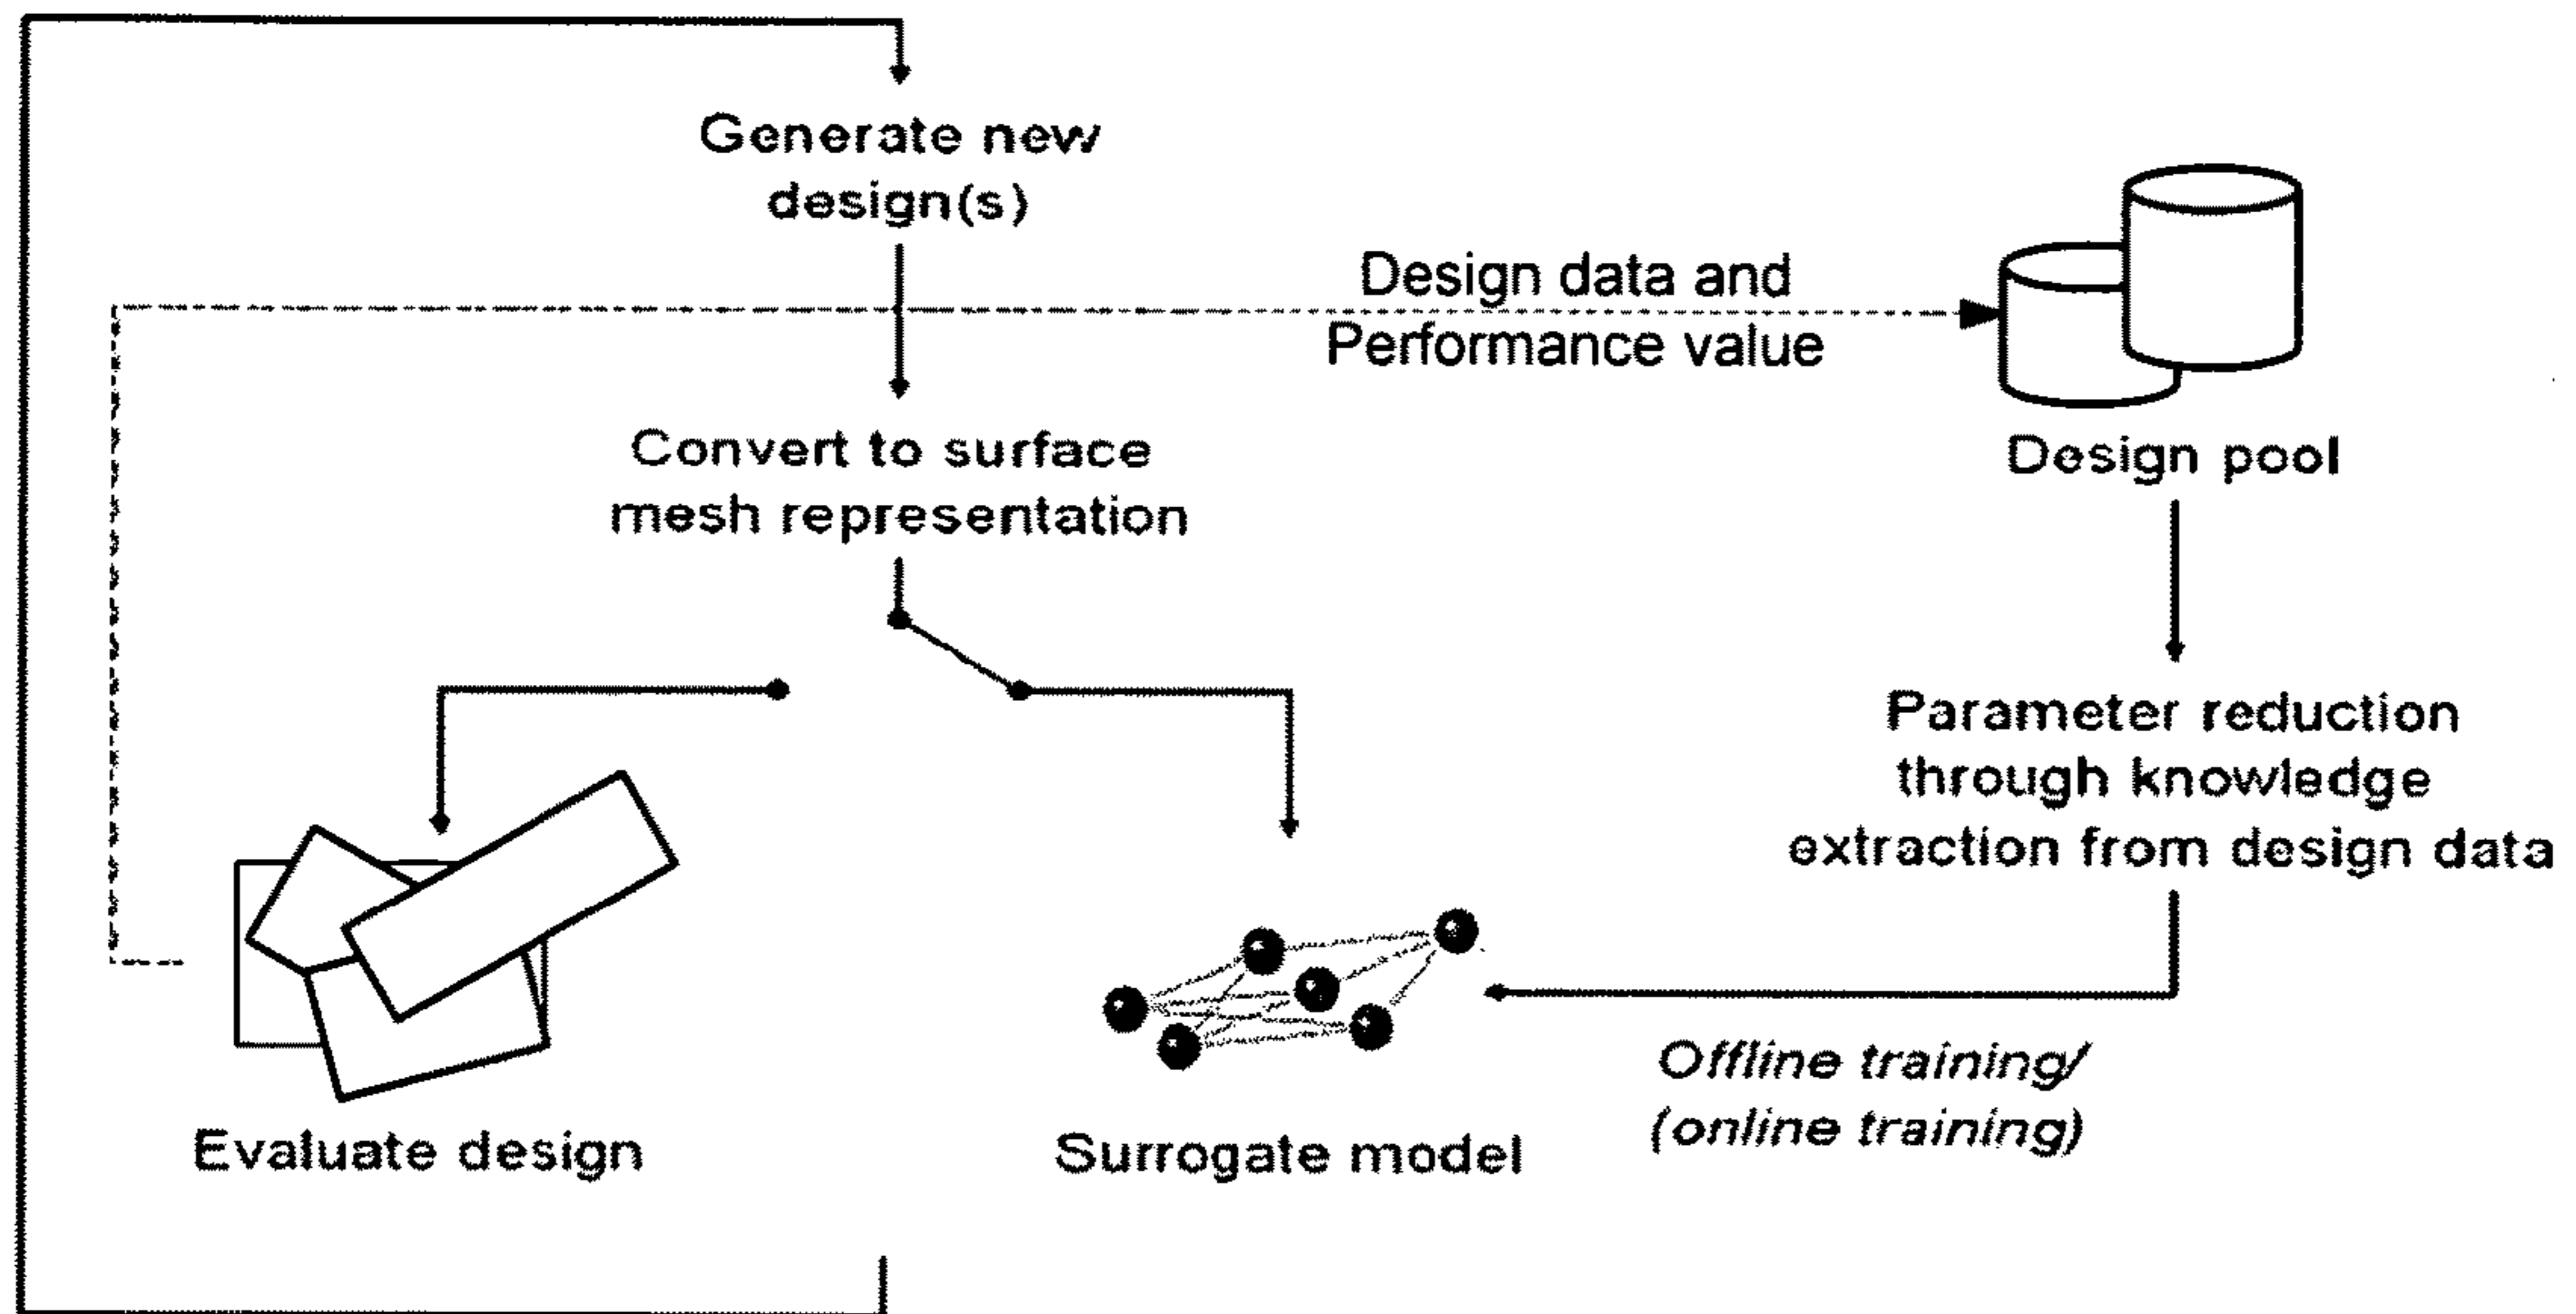 Generate new
design(s)
Design data and
Performance value
Convert to surface
mesh representation
Design pool
Parameter reduction
through knowledge
extraction from design data
Offline training/
(online training)
Evaluate design
Surrogate model